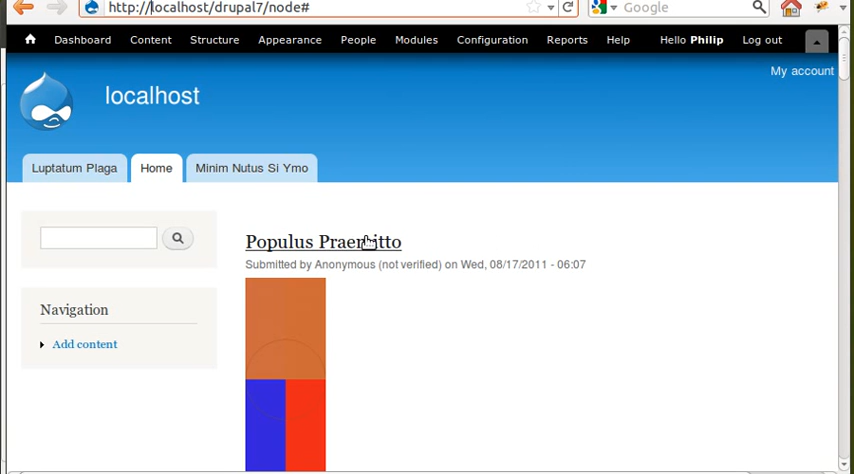 http://localhost/drupal7/node#
Google
Dashboard Content Structure Appearance People Modules Configuration Reports Help Hello Philip Log out
My account
localhost
Luptatum Plaga Home Minim Nutus Si Ymo
Populus Praemitto
Submitted by Anonymous (not verified) on Wed, 08/17/2011 - 06:07
Navigation
Add content